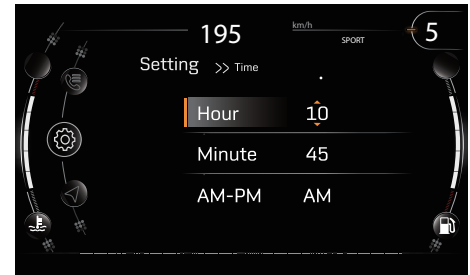 195 km/h SPORT 5
Setting >> Time
Hour 10
Minute 45
AM-PM AM